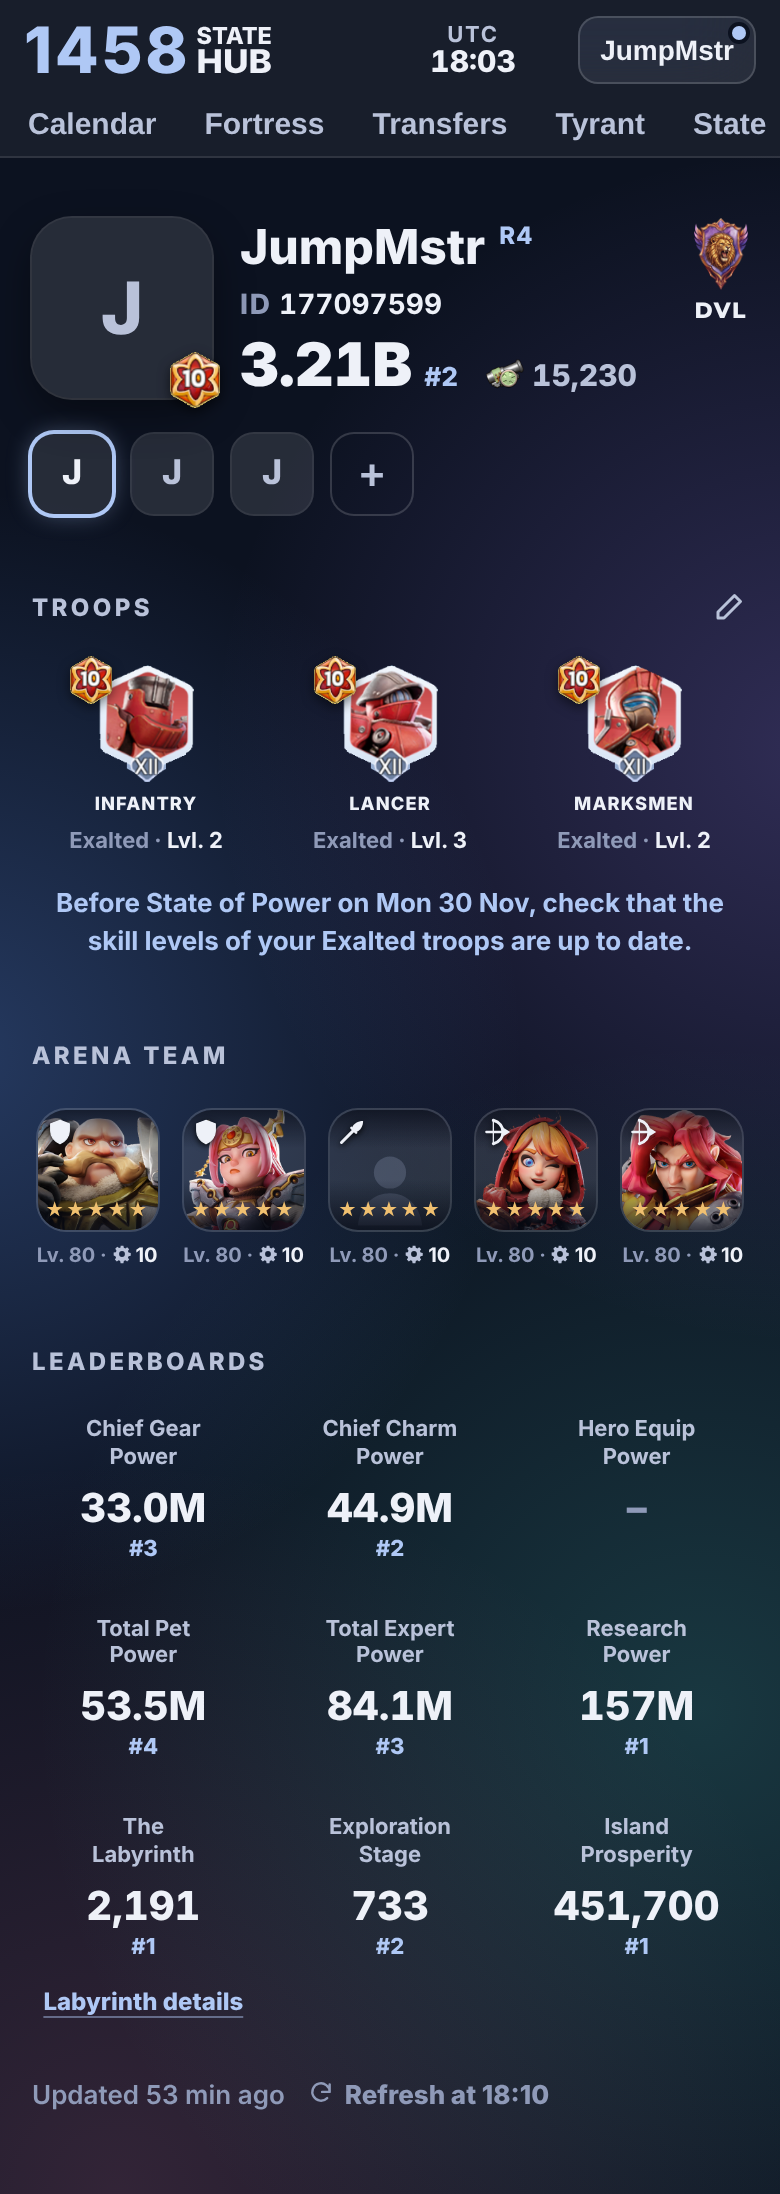 1458 STATE HUB
UTC
18:03
JumpMstr
Calendar Fortress Transfers Tyrant State
J
10
JumpMstr R4
ID 177097599
3.21B #2 15,230
DVL
J J J +
TROOPS
10 10 10
XII XII XII
INFANTRY LANCER MARKSMEN
Exalted · Lvl. 2 Exalted · Lvl. 3 Exalted · Lvl. 2
Before State of Power on Mon 30 Nov, check that the
skill levels of your Exalted troops are up to date.
ARENA TEAM
Lv. 80 · 10 Lv. 80 · 10 Lv. 80 · 10 Lv. 80 · 10 Lv. 80 · 10
LEADERBOARDS
Chief Gear Power
33.0M
#3
Chief Charm Power
44.9M
#2
Hero Equip Power
–
Total Pet Power
53.5M
#4
Total Expert Power
84.1M
#3
Research Power
157M
#1
The Labyrinth
2,191
#1
Exploration Stage
733
#2
Island Prosperity
451,700
#1
Labyrinth details
Updated 53 min ago Refresh at 18:10